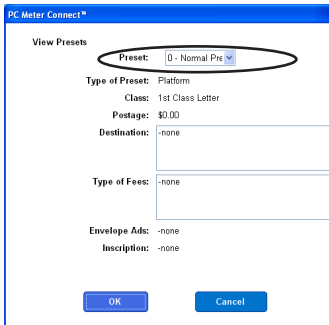 PC Meter Connect™
View Presets
Preset: 0 - Normal Pre
Type of Preset: Platform
Class: 1st Class Letter
Postage: $0.00
Destination: -none
Type of Fees: -none
Envelope Ads: -none
Inscription: -none
OK Cancel